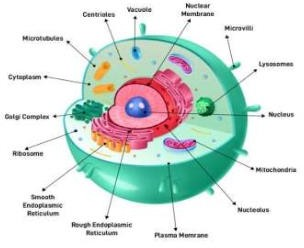 Nuclear
Membrane
Vacuole
Centrioles
Microvilli
Microtubules
Lysosomes
Cytoplasm
Golgi Complex
Nucleus
Ribosome
Mitochondria
Smooth
Endoplasmic
Reticulum
Nucleolus
Rough Endoplasmic
Reticulum
Plasma Memrane